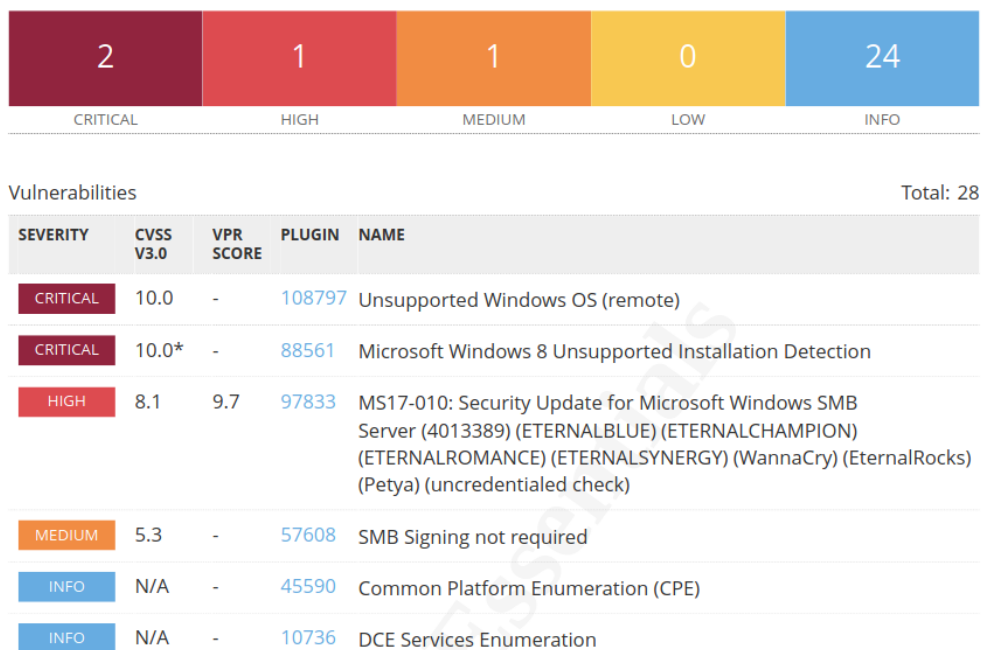 2 1 1 0 24
CRITICAL HIGH MEDIUM LOW INFO
Vulnerabilities Total: 28
SEVERITY CVSS V3.0 VPR SCORE PLUGIN NAME
CRITICAL 10.0 - 108797 Unsupported Windows OS (remote)
CRITICAL 10.0* - 88561 Microsoft Windows 8 Unsupported Installation Detection
HIGH 8.1 9.7 97833 MS17-010: Security Update for Microsoft Windows SMB
Server (4013389) (ETERNALBLUE) (ETERNALCHAMPION)
(ETERNALROMANCE) (ETERNALSYNERGY) (WannaCry) (EternalRocks)
(Petya) (uncredentialed check)
MEDIUM 5.3 - 57608 SMB Signing not required
INFO N/A - 45590 Common Platform Enumeration (CPE)
INFO N/A - 10736 DCE Services Enumeration
Essentials